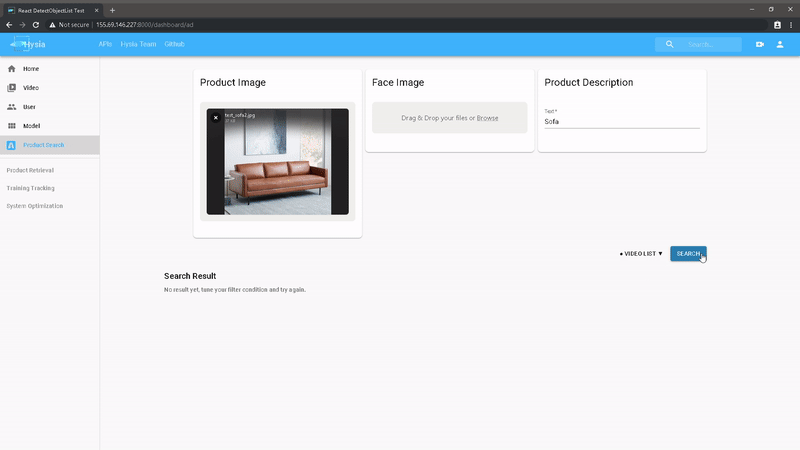 React DetectObjectList Test
Not secure | 155.69.146.227:8000/dashboard/ad
Hysia
APIs Hysia Team Github
Search...
Home
Video
User
Model
Product Search
Product Retrieval
Training Tracking
System Optimization
Product Image
test_sofa2.jpg
Face Image
Drag & Drop your files or Browse
Product Description
Text *
Sofa
VIDEO LIST ▼
SEARCH
Search Result
No result yet, tune your filter condition and try again.